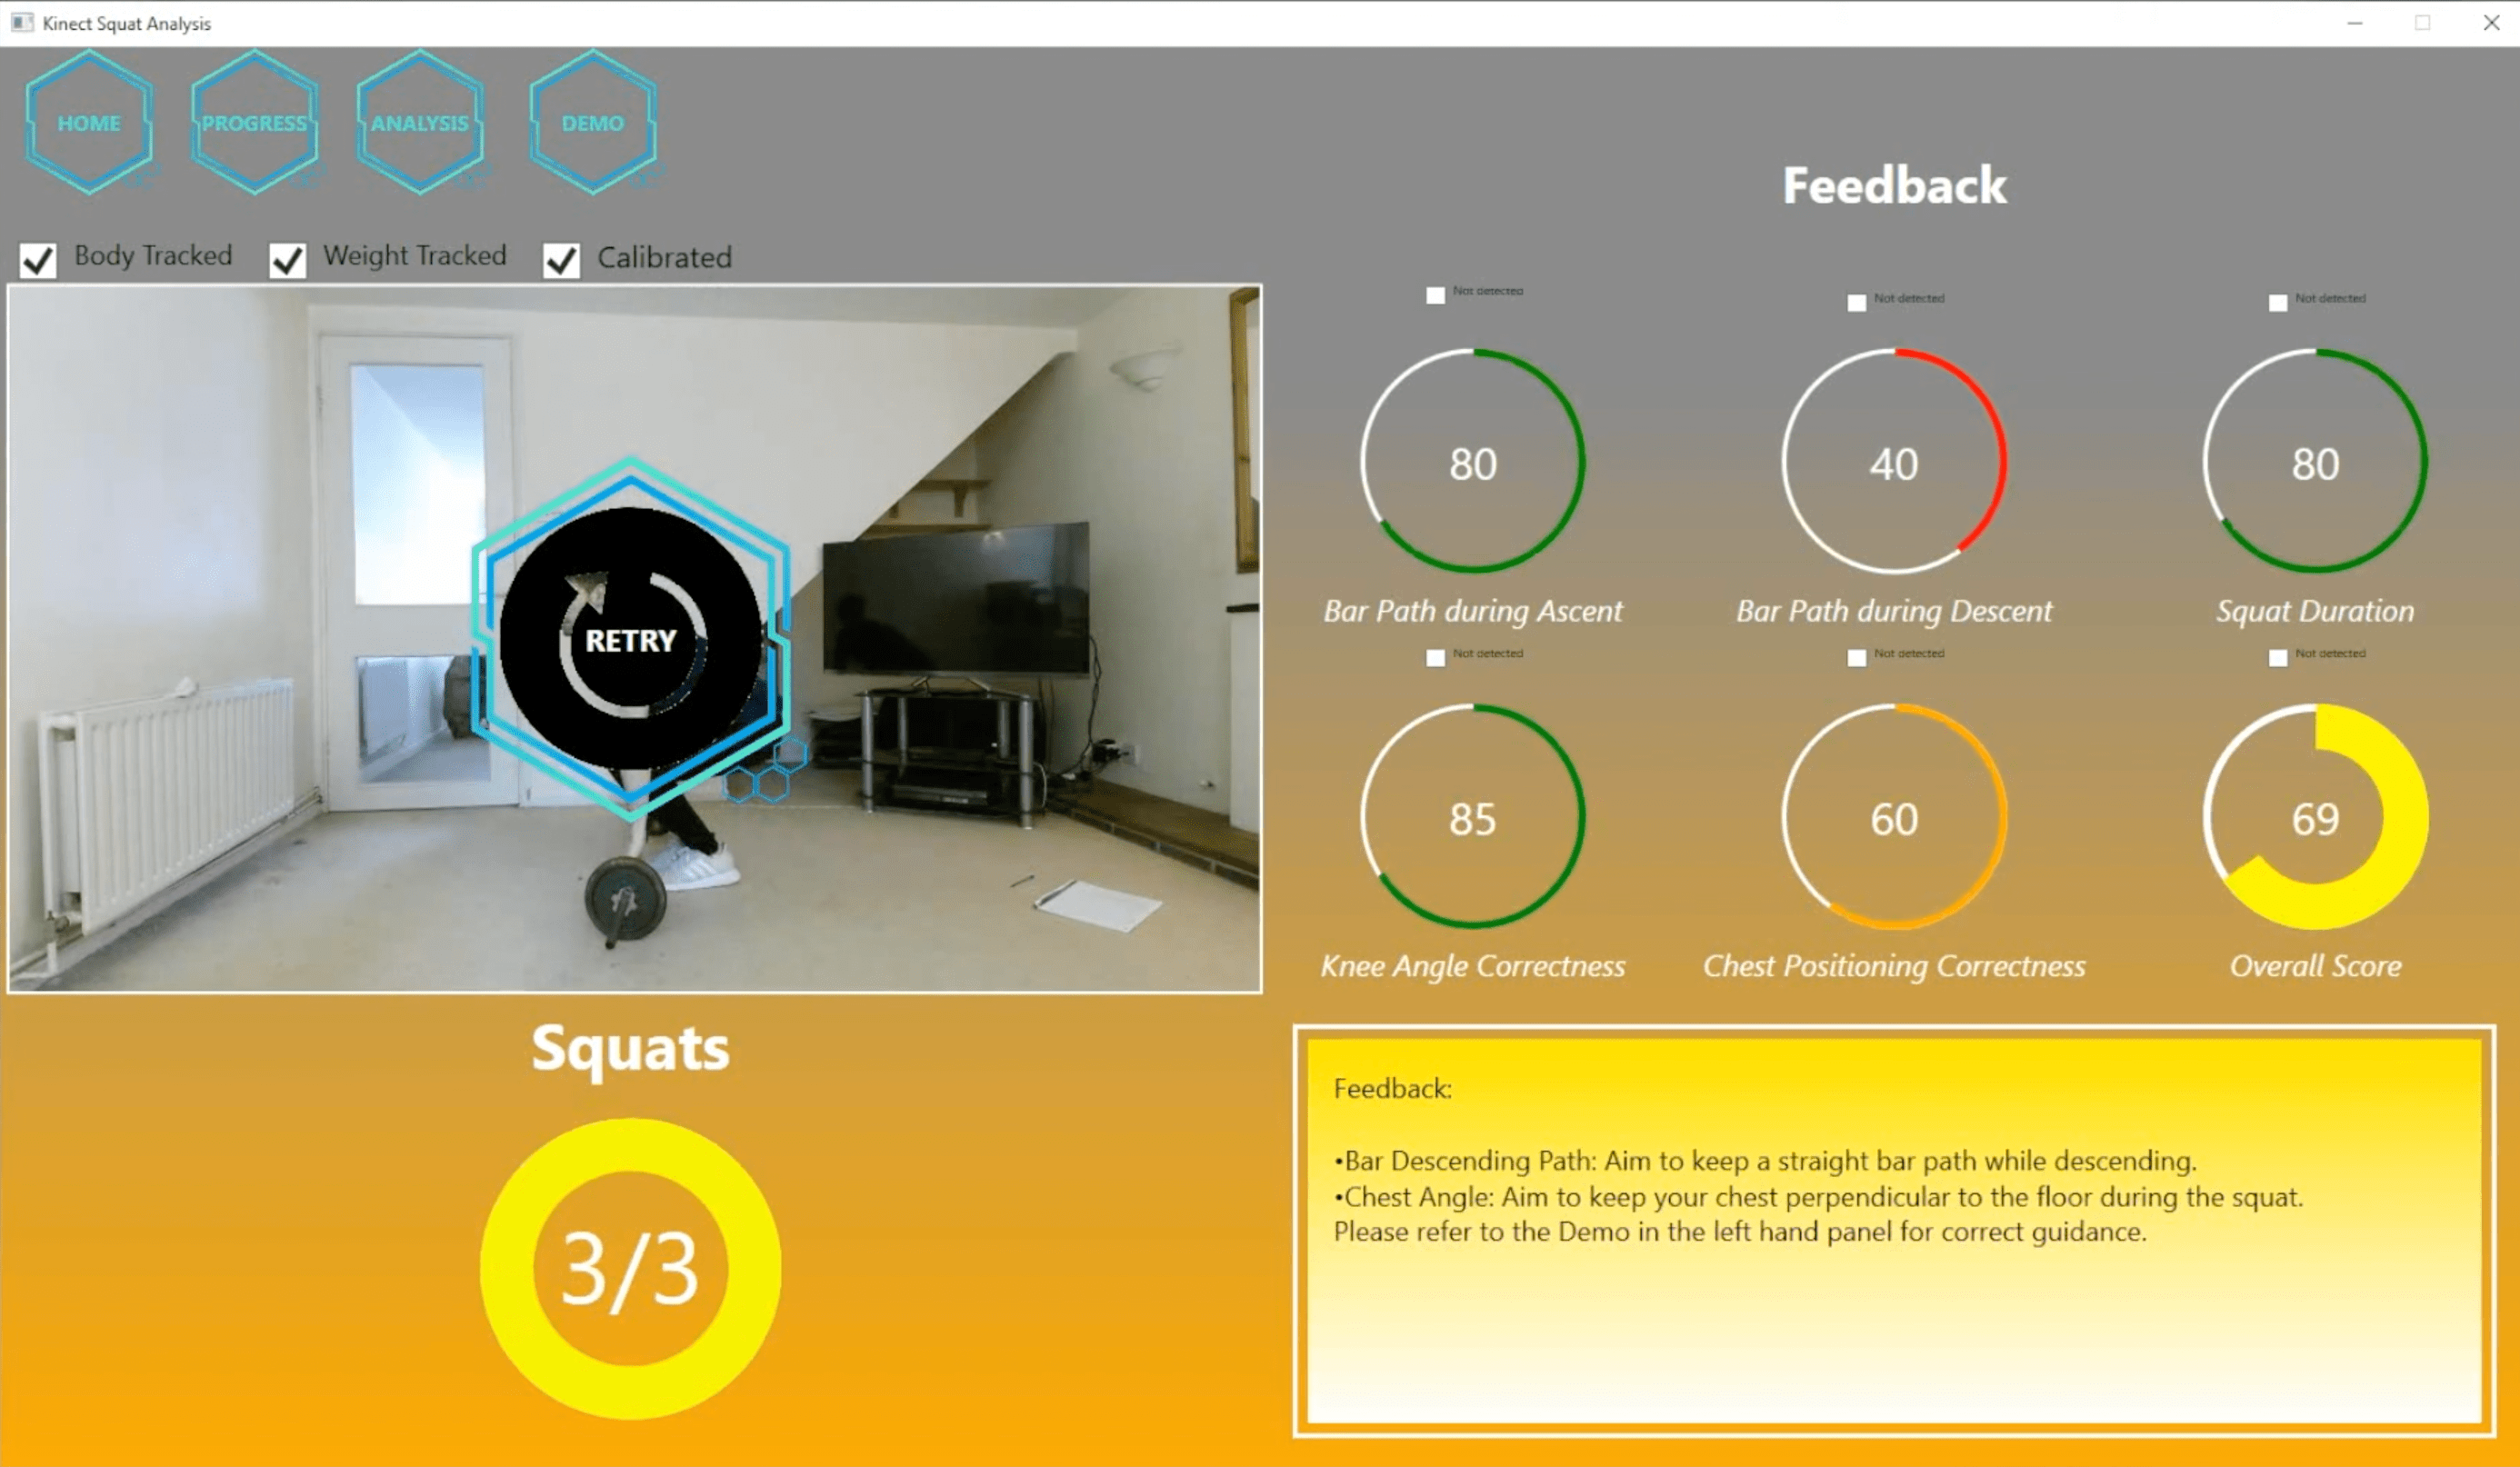 Kinect Squat Analysis
HOME
PROGRESS
ANALYSIS
DEMO
Feedback
Body Tracked
Weight Tracked
Calibrated
Not detected
Not detected
Not detected
80
40
80
Bar Path during Ascent
Bar Path during Descent
Squat Duration
RETRY
Not detected
Not detected
Not detected
85
60
69
Knee Angle Correctness
Chest Positioning Correctness
Overall Score
Squats
3/3
Feedback:
•Bar Descending Path: Aim to keep a straight bar path while descending.
•Chest Angle: Aim to keep your chest perpendicular to the floor during the squat.
Please refer to the Demo in the left hand panel for correct guidance.